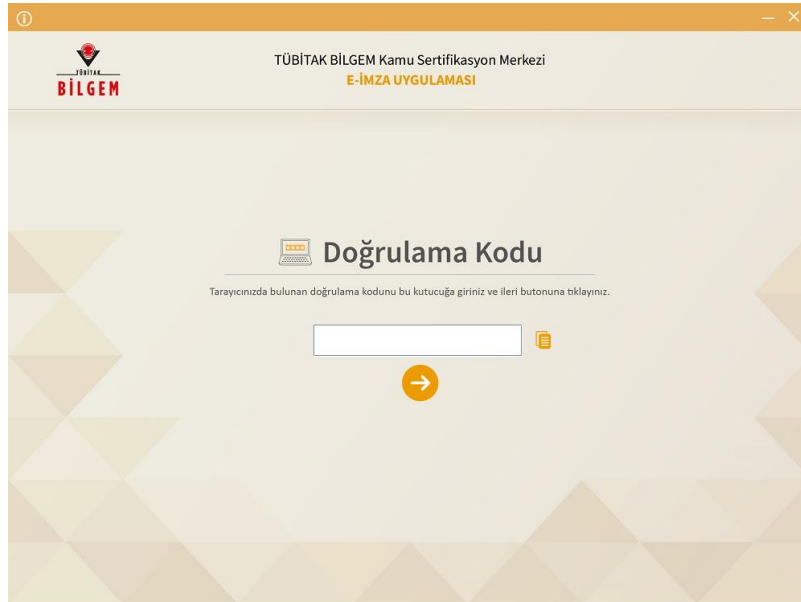 TÜBİTAK
BİLGEM
TÜBİTAK BİLGEM Kamu Sertifikasyon Merkezi
E-İMZA UYGULAMASI
Doğrulama Kodu
Tarayıcınızda bulunan doğrulama kodunu bu kutucuğa giriniz ve ileri butonuna tıklayınız.